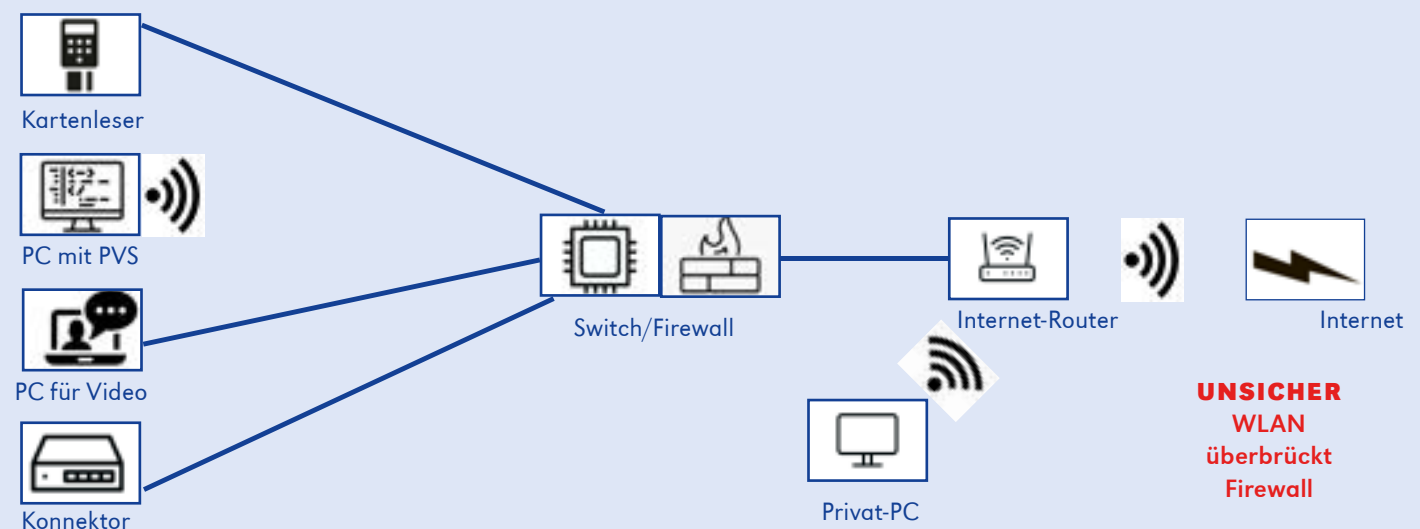 Kartenleser
PC mit PVS
PC für Video
Konnektor
Switch/Firewall
Internet-Router
Internet
Privat-PC
UNSICHER
WLAN
überbrückt
Firewall